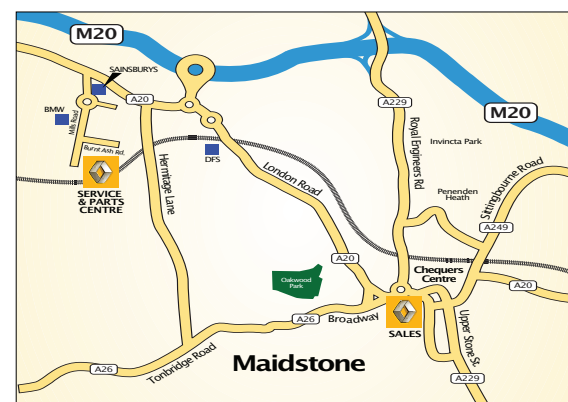 M20
SAINSBURYS
BMW
Mills Road
A20
Burnt Ash Rd.
DFS
SERVICE
& PARTS
CENTRE
Hermitage Lane
London Road
A229
Royal Engineers Rd
M20
Invicta Park
Penenden
Heath
Sittingbourne Road
A249
A20
Oakwood
Park
Chequers
Centre
A20
SALES
Broadway
A26
Upper Stone St.
Maidstone
Tonbridge Road
A26
A229